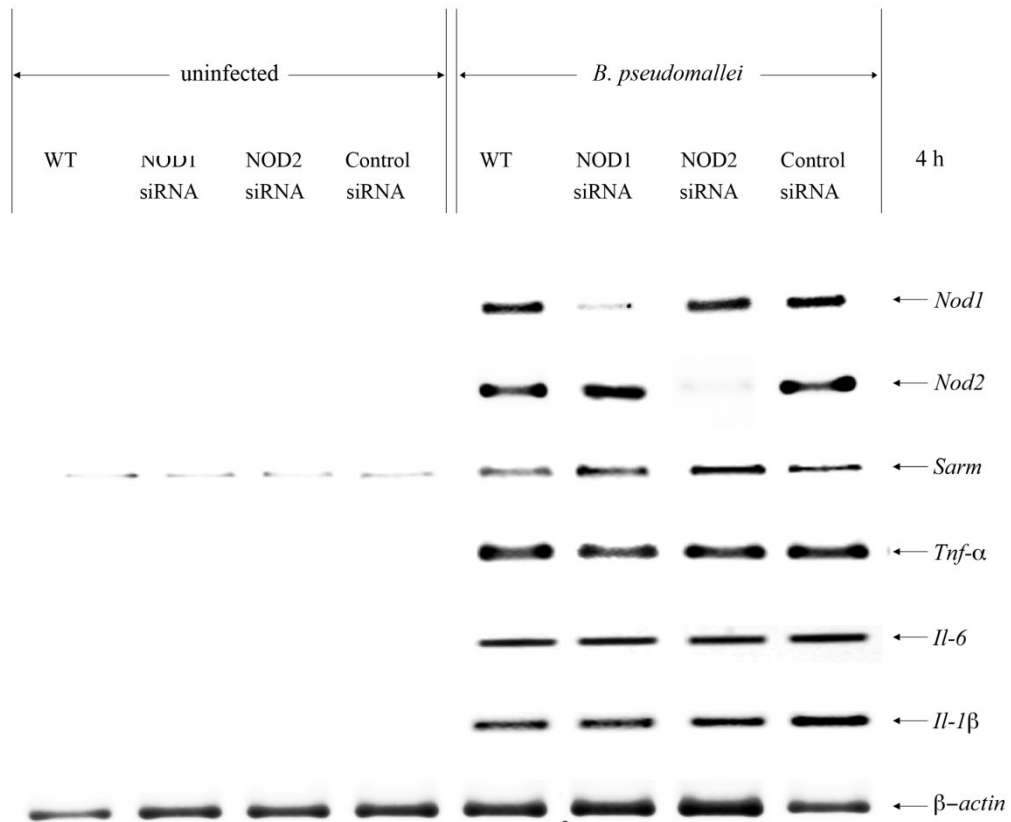 uninfected B. pseudomallei
WT NOD1 NOD2 Control WT NOD1 NOD2 Control 4 h
siRNA siRNA siRNA siRNA siRNA siRNA
Nod1
Nod2
Sarm
Tnf-α
Il-6
Il-1β
β-actin